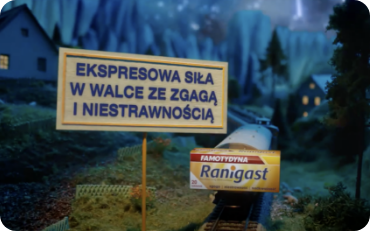 EKSPRESOWA SIŁA
W WALCE ZE ZGAGĄ
I NIESTRAWNOŚCIĄ
FAMOTYDYNA
Ranigast